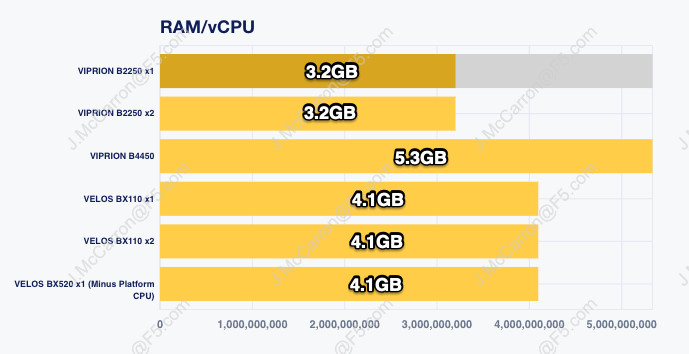 RAM/vCPU
VIPRION B2250 x1
3.2GB
VIPRION B2250 x2
3.2GB
VIPRION B4450
5.3GB
VELOS BX110 x1
4.1GB
VELOS BX110 x2
4.1GB
VELOS BX520 x1 (Minus Platform
CPU)
4.1GB
0
1,000,000,000
2,000,000,000
3,000,000,000
4,000,000,000
5,000,000,000
J.McCarron@F5.com
J.McCarron@F5.com
J.McCarron@F5.com
J.McCarron@F5.com
J.McCarron@F5.com
J.McCarron@F5.com